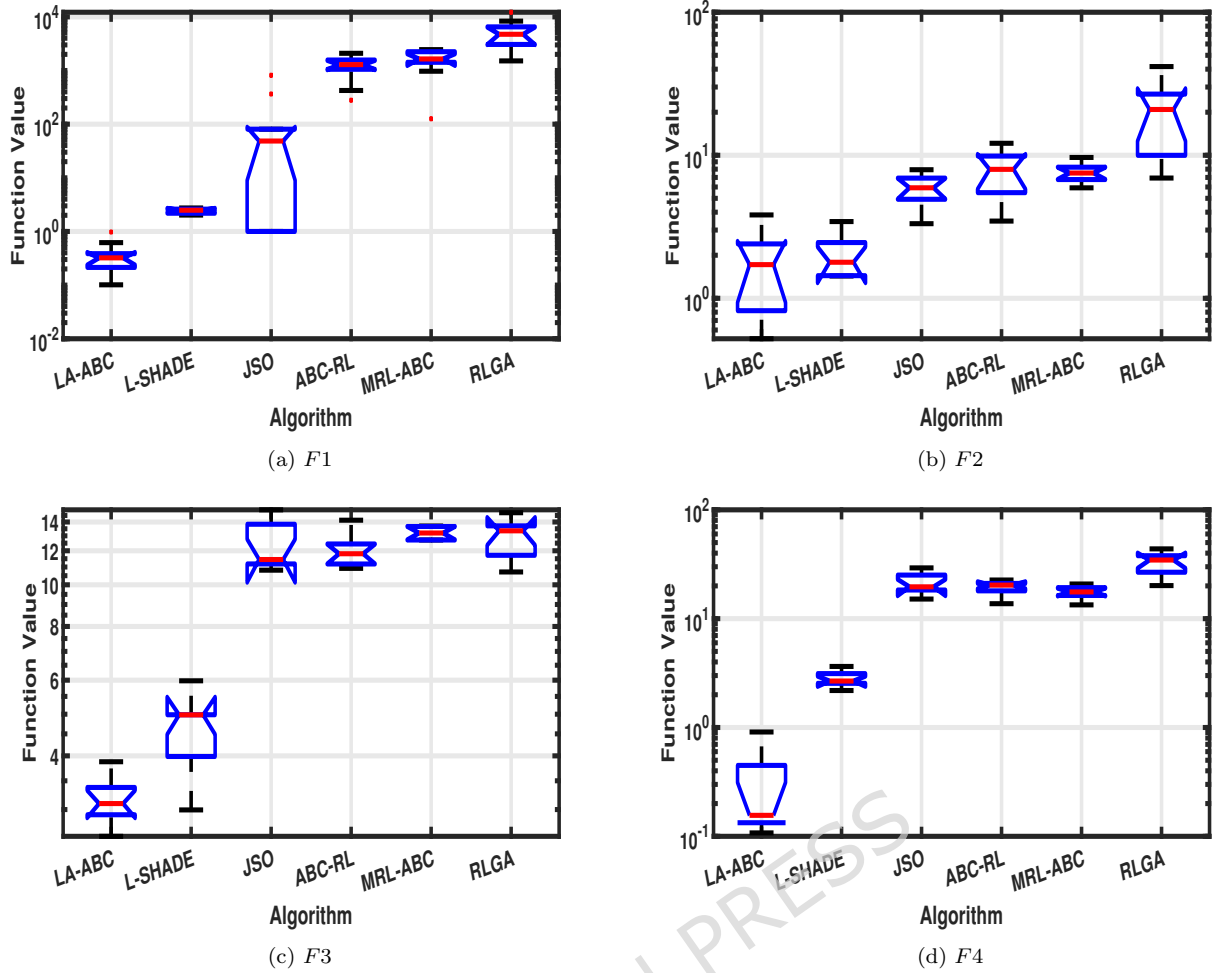 10^4
10^2
10^0
10^-2
Function Value
LA-ABC
L-SHADE
JSO
ABC-RL
MRL-ABC
RLGA
Algorithm
(a) F1
10^2
10^1
10^0
Function Value
LA-ABC
L-SHADE
JSO
ABC-RL
MRL-ABC
RLGA
Algorithm
(b) F2
14
12
10
8
6
4
Function Value
LA-ABC
L-SHADE
JSO
ABC-RL
MRL-ABC
RLGA
Algorithm
(c) F3
10^2
10^1
10^0
10^-1
Function Value
LA-ABC
L-SHADE
JSO
ABC-RL
MRL-ABC
RLGA
Algorithm
(d) F4
PRESS